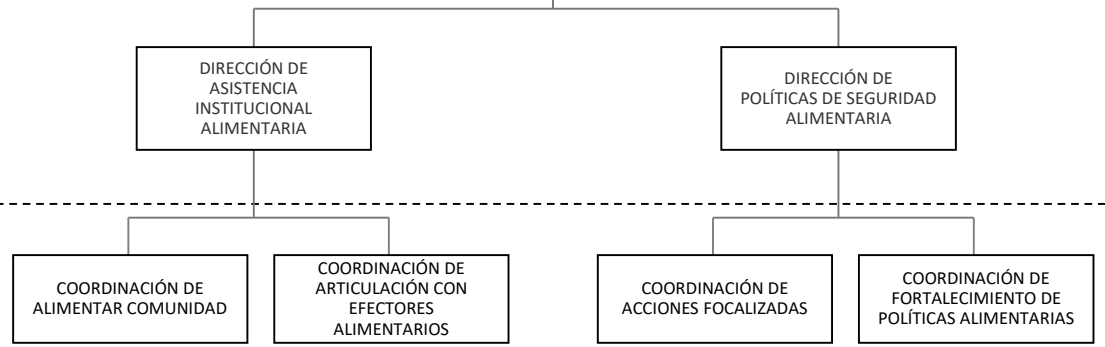 DIRECCIÓN DE
ASISTENCIA
INSTITUCIONAL
ALIMENTARIA
DIRECCIÓN DE
POLÍTICAS DE SEGURIDAD
ALIMENTARIA
COORDINACIÓN DE
ALIMENTAR COMUNIDAD
COORDINACIÓN DE
ARTICULACIÓN CON
EFECTORES
ALIMENTARIOS
COORDINACIÓN DE
ACCIONES FOCALIZADAS
COORDINACIÓN DE
FORTALECIMIENTO DE
POLÍTICAS ALIMENTARIAS